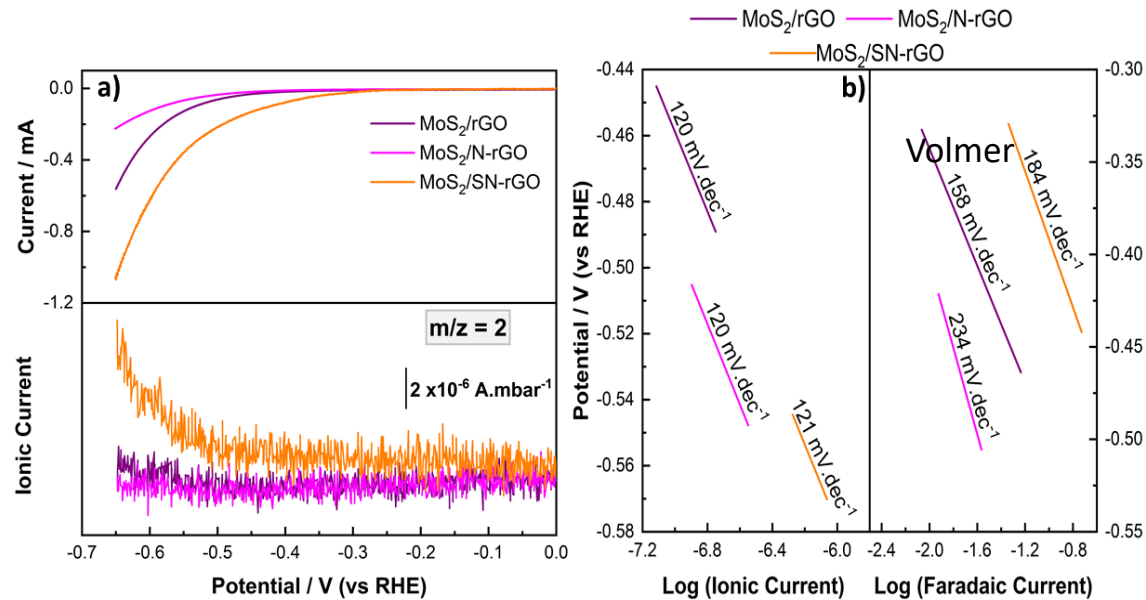 MoS₂/rGO MoS₂/N-rGO
MoS₂/SN-rGO
a)
0.0
-0.4
-0.8
-1.2
Current / mA
MoS₂/rGO
MoS₂/N-rGO
MoS₂/SN-rGO
m/z = 2
2 x10⁻⁶ A.mbar⁻¹
Ionic Current
-0.7 -0.6 -0.5 -0.4 -0.3 -0.2 -0.1 0.0
Potential / V (vs RHE)
b)
-0.44
-0.46
-0.48
-0.50
-0.52
-0.54
-0.56
-0.58
Potential / V (vs RHE)
120 mV.dec⁻¹
120 mV.dec⁻¹
121 mV.dec⁻¹
-7.2 -6.8 -6.4 -6.0
Log (Ionic Current)
Volmer
158 mV.dec⁻¹
184 mV.dec⁻¹
234 mV.dec⁻¹
-0.30
-0.35
-0.40
-0.45
-0.50
-0.55
-2.4 -2.0 -1.6 -1.2 -0.8
Log (Faradaic Current)